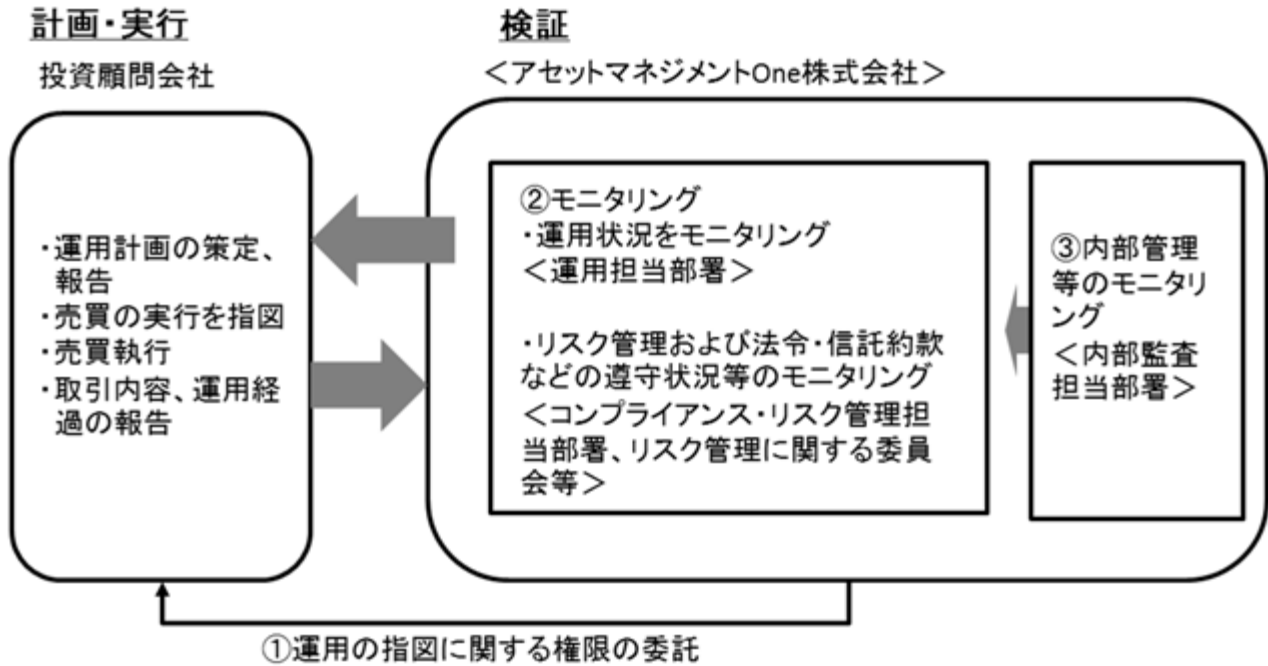 計画・実行
投資顧問会社
・運用計画の策定、
報告
・売買の実行を指図
・売買執行
・取引内容、運用経
過の報告
検証
＜アセットマネジメントOne株式会社＞
②モニタリング
・運用状況をモニタリング
＜運用担当部署＞
・リスク管理および法令・信託約款
などの遵守状況等のモニタリング
＜コンプライアンス・リスク管理担
当部署、リスク管理に関する委員
会等＞
③内部管理
等のモニタリ
ング
＜内部監査
担当部署＞
①運用の指図に関する権限の委託